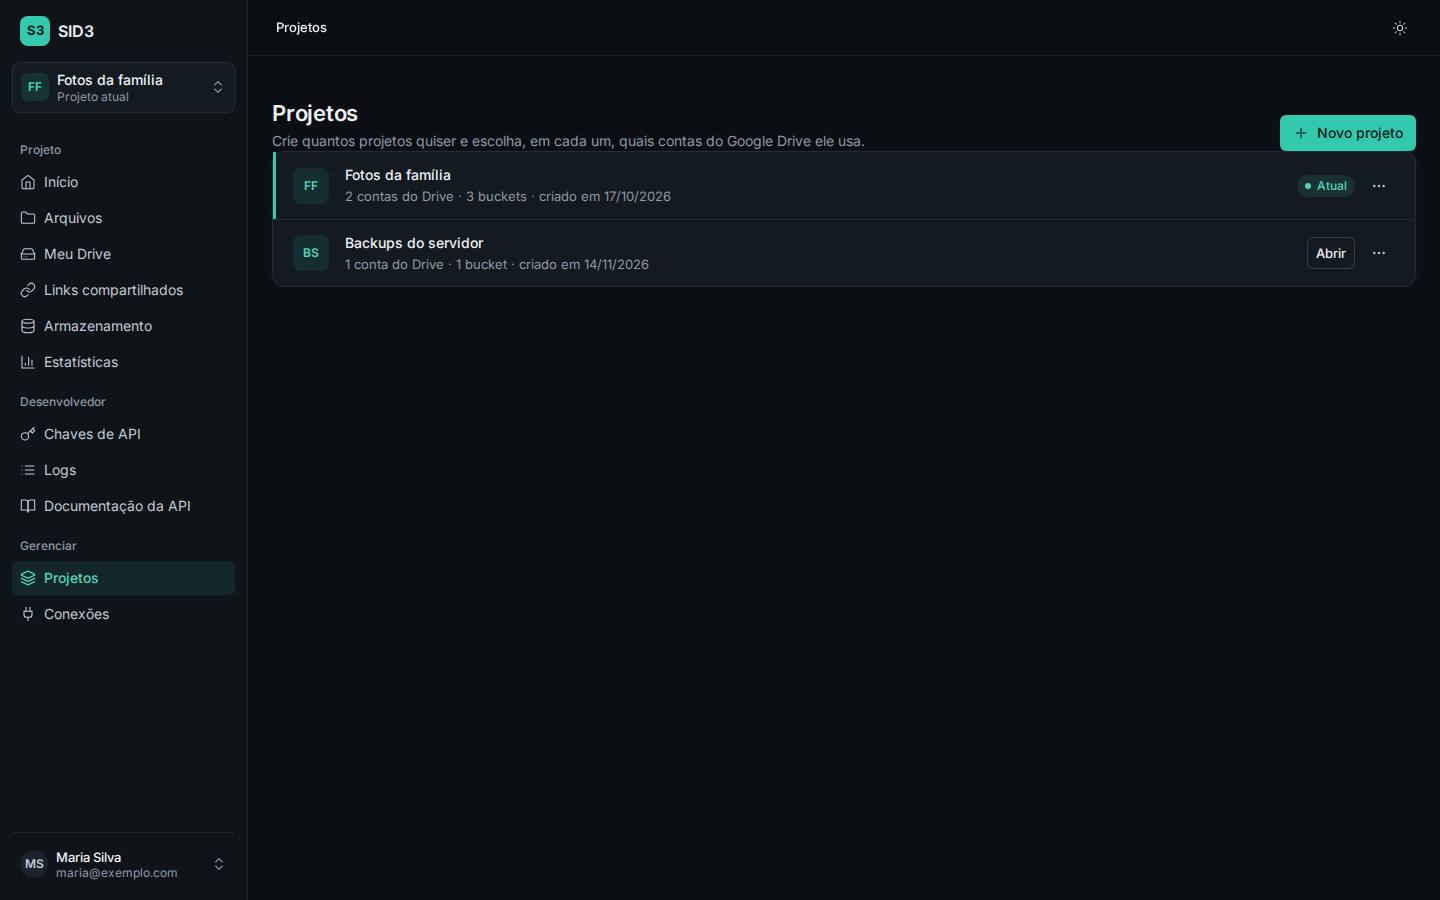 S3 SID3
FF Fotos da família
Projeto atual
Projeto
Início
Arquivos
Meu Drive
Links compartilhados
Armazenamento
Estatísticas
Desenvolvedor
Chaves de API
Logs
Documentação da API
Gerenciar
Projetos
Conexões
MS Maria Silva
maria@exemplo.com
Projetos
Projetos
Crie quantos projetos quiser e escolha, em cada um, quais contas do Google Drive ele usa.
Novo projeto
FF Fotos da família
2 contas do Drive · 3 buckets · criado em 17/10/2026
Atual
BS Backups do servidor
1 conta do Drive · 1 bucket · criado em 14/11/2026
Abrir